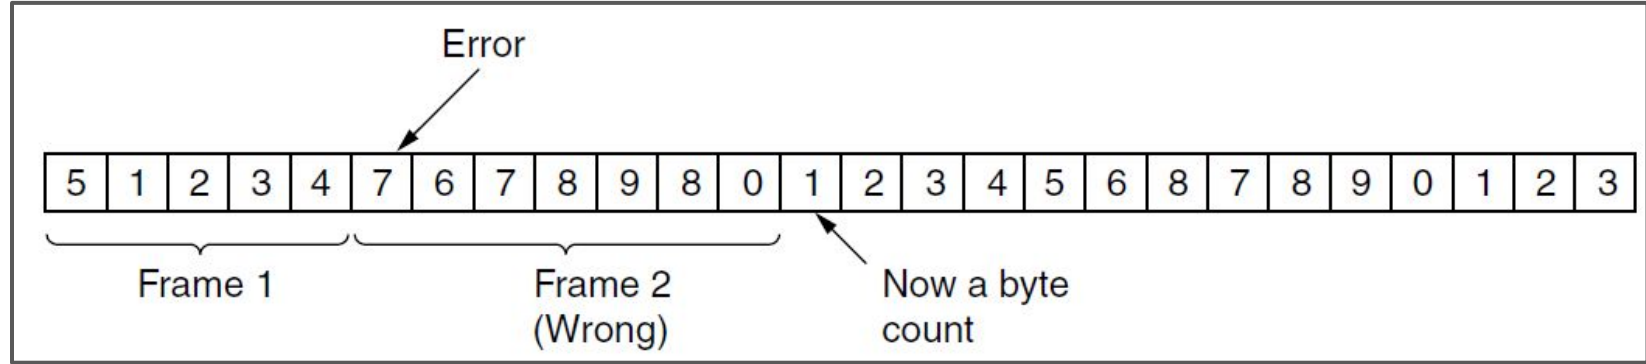 Error
5 1 2 3 4 7 6 7 8 9 8 0 1 2 3 4 5 6 8 7 8 9 0 1 2 3
Frame 1
Frame 2
(Wrong)
Now a byte
count